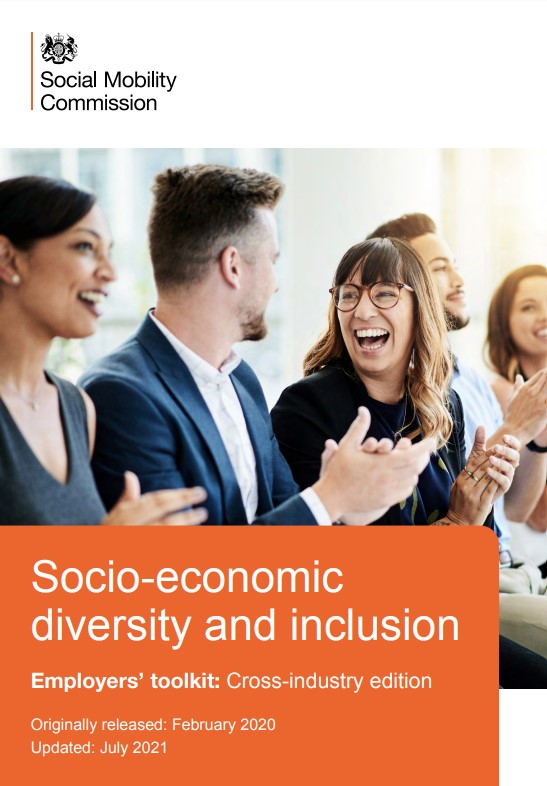 Social Mobility
Commission
Socio-economic
diversity and inclusion
Employers’ toolkit: Cross-industry edition
Originally released: February 2020
Updated: July 2021